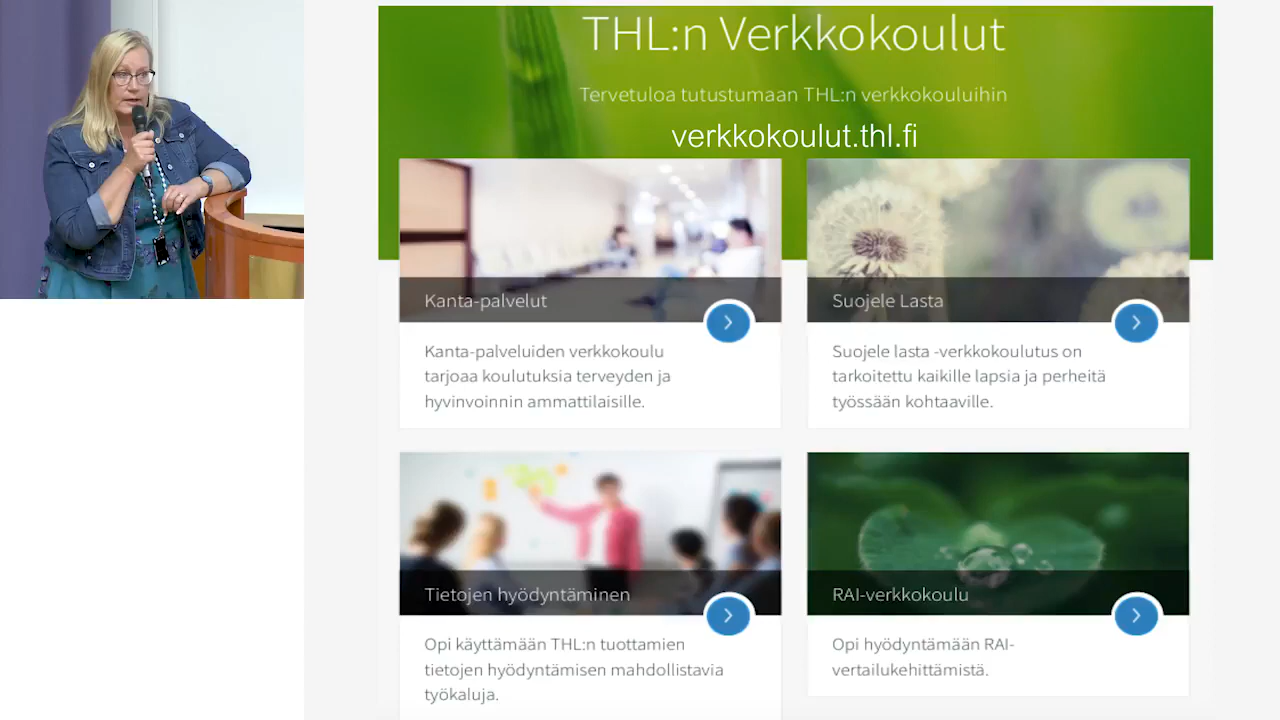 THL:n Verkkokoulut
Tervetuloa tutustumaan THL:n verkkokouluihin
verkkokoulut.thl.fi
Kanta-palvelut
Kanta-palveluiden verkkokoulu
tarjoaa koulutuksia terveyden ja
hyvinvoinnin ammattilaisille.
Suojele Lasta
Suojele lasta -verkkokoulutus on
tarkoitettu kaikille lapsia ja perheitä
työssään kohtaaville.
Tietojen hyödyntäminen
Opi käyttämään THL:n tuottamien
tietojen hyödyntämisen mahdollistavia
työkaluja.
RAI-verkkokoulu
Opi hyödyntämään RAI-
vertailukehittämistä.